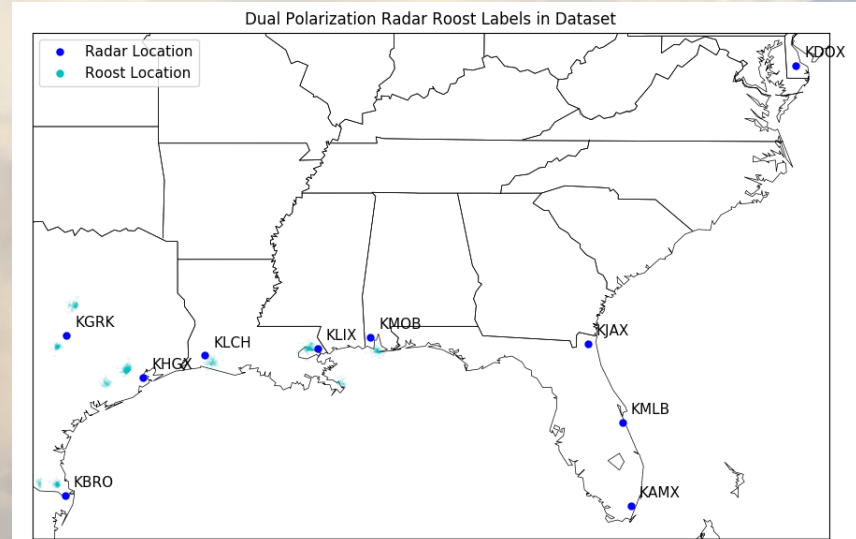 Dual Polarization Radar Roost Labels in Dataset
Radar Location
Roost Location
KDOX
KGRK
KHGX
KLCH
KLIX
KMOB
KJAX
KMLB
KBRO
KAMX